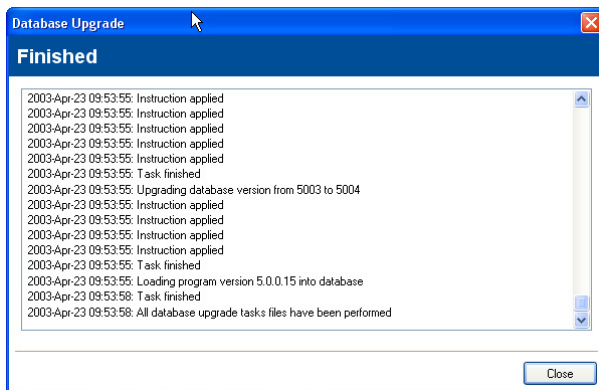 Database Upgrade
Finished
2003-Apr-23 09:53:55: Instruction applied
2003-Apr-23 09:53:55: Instruction applied
2003-Apr-23 09:53:55: Instruction applied
2003-Apr-23 09:53:55: Instruction applied
2003-Apr-23 09:53:55: Instruction applied
2003-Apr-23 09:53:55: Task finished
2003-Apr-23 09:53:55: Upgrading database version from 5003 to 5004
2003-Apr-23 09:53:55: Instruction applied
2003-Apr-23 09:53:55: Instruction applied
2003-Apr-23 09:53:55: Instruction applied
2003-Apr-23 09:53:55: Instruction applied
2003-Apr-23 09:53:55: Task finished
2003-Apr-23 09:53:55: Loading program version 5.0.0.15 into database
2003-Apr-23 09:53:58: Task finished
2003-Apr-23 09:53:58: All database upgrade tasks files have been performed
Close